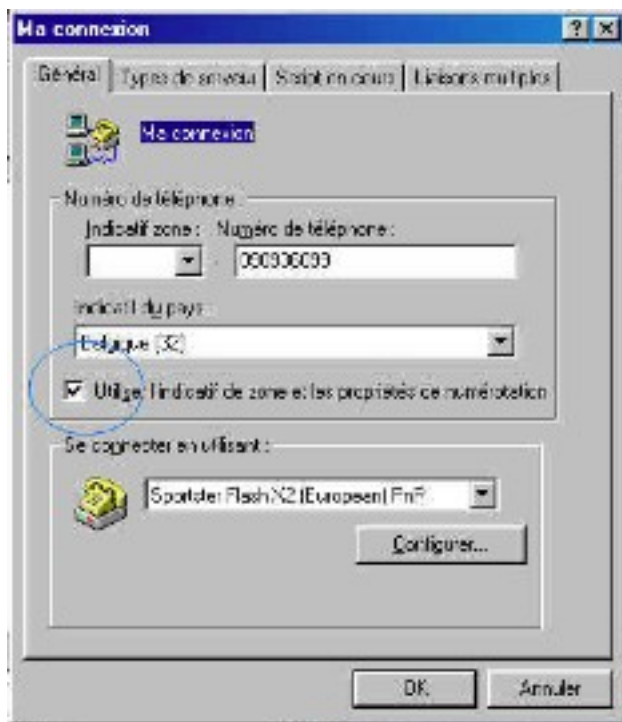 Ma connexion
Général Types de serveur Script en cours Liaisons multiples
Ma connexion
Numéro de téléphone :
Indicatif zone : Numéro de téléphone :
- 090936099
Indicatif du pays :
Belgique (32)
Utiliser l'indicatif de zone et les propriétés de numérotation
Se connecter en utilisant :
Sportster Flash X2 (European) PnP
Configurer...
OK Annuler